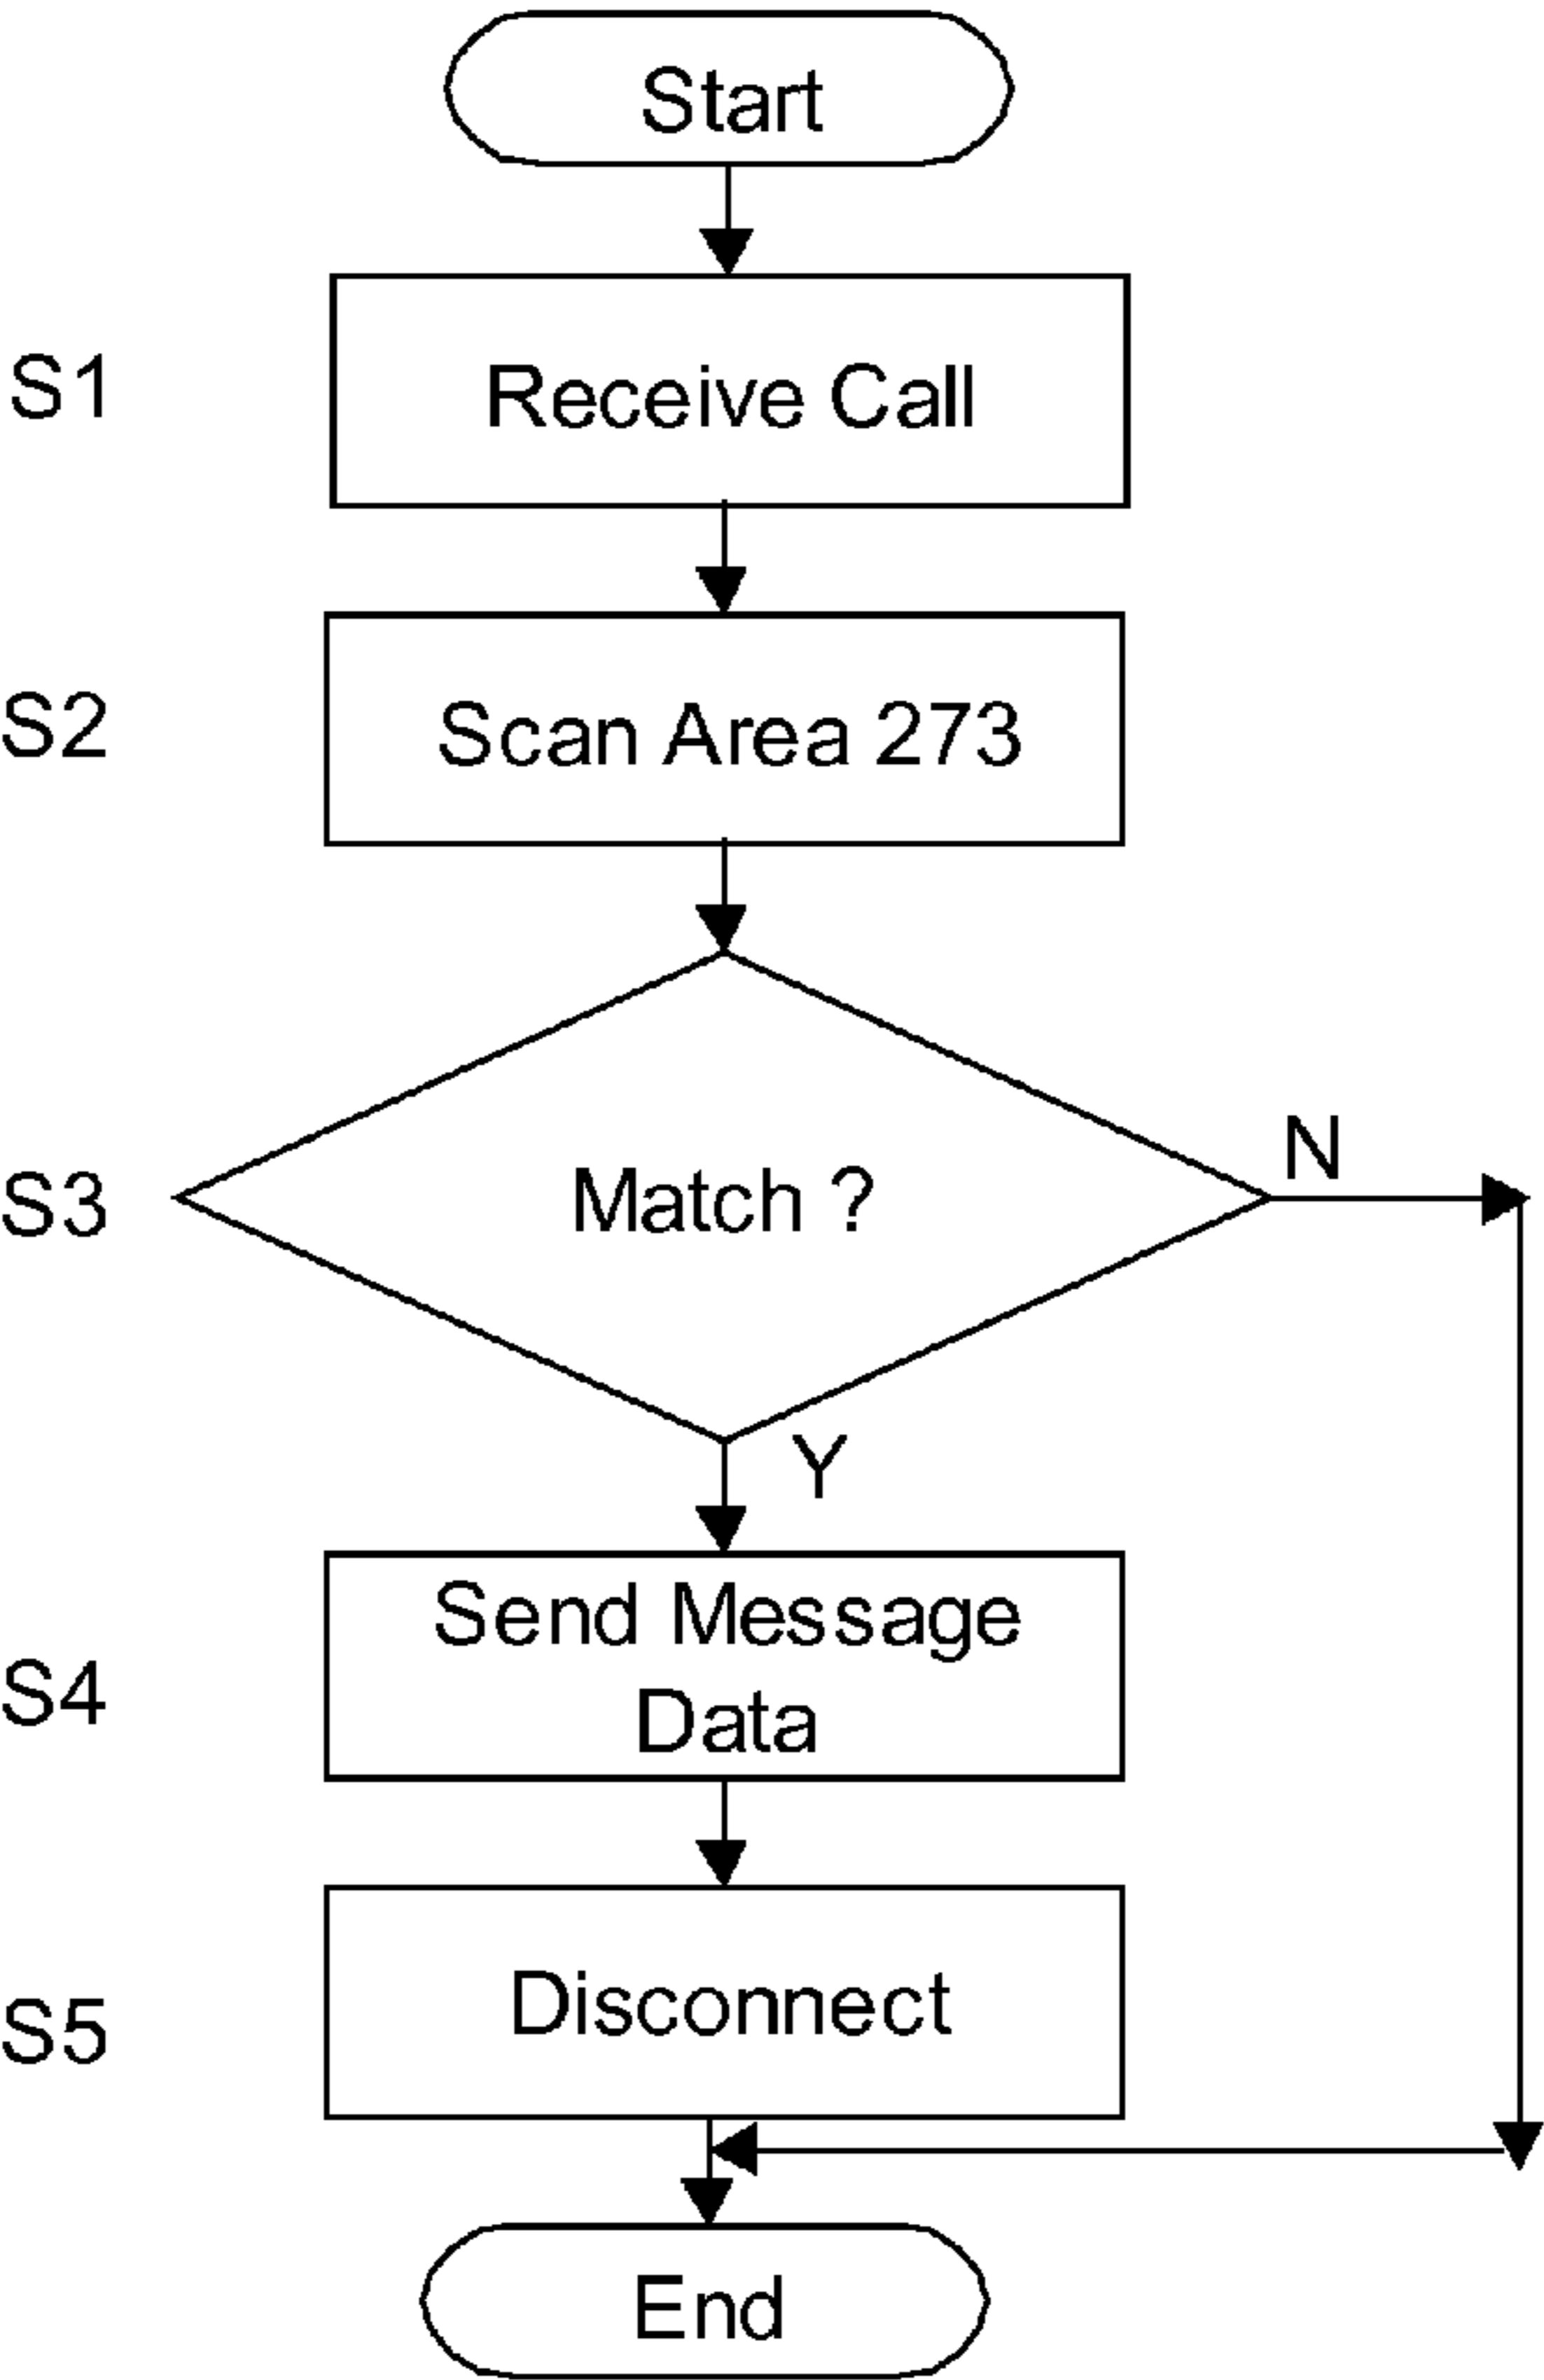 Start
S1
Receive Call
S2
Scan Area 273
S3
Match ?
N
Y
S4
Send Message
Data
S5
Disconnect
End